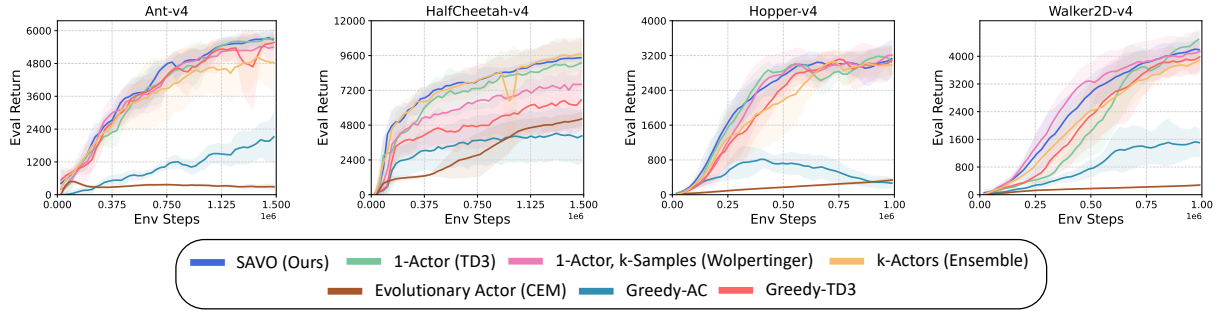 Ant-v4
HalfCheetah-v4
Hopper-v4
Walker2D-v4
Eval Return
6000
4800
3600
2400
1200
0
0.000
0.375
0.750
1.125
1.500
1e6
Env Steps
Eval Return
12000
9600
7200
4800
2400
0
0.000
0.375
0.750
1.125
1.500
1e6
Env Steps
Eval Return
4000
3200
2400
1600
800
0
0.00
0.25
0.50
0.75
1.00
1e6
Env Steps
Eval Return
4000
3200
2400
1600
800
0
0.00
0.25
0.50
0.75
1.00
1e6
Env Steps
SAVO (Ours) 1-Actor (TD3) 1-Actor, k-Samples (Wolpertinger) k-Actors (Ensemble)
Evolutionary Actor (CEM) Greedy-AC Greedy-TD3